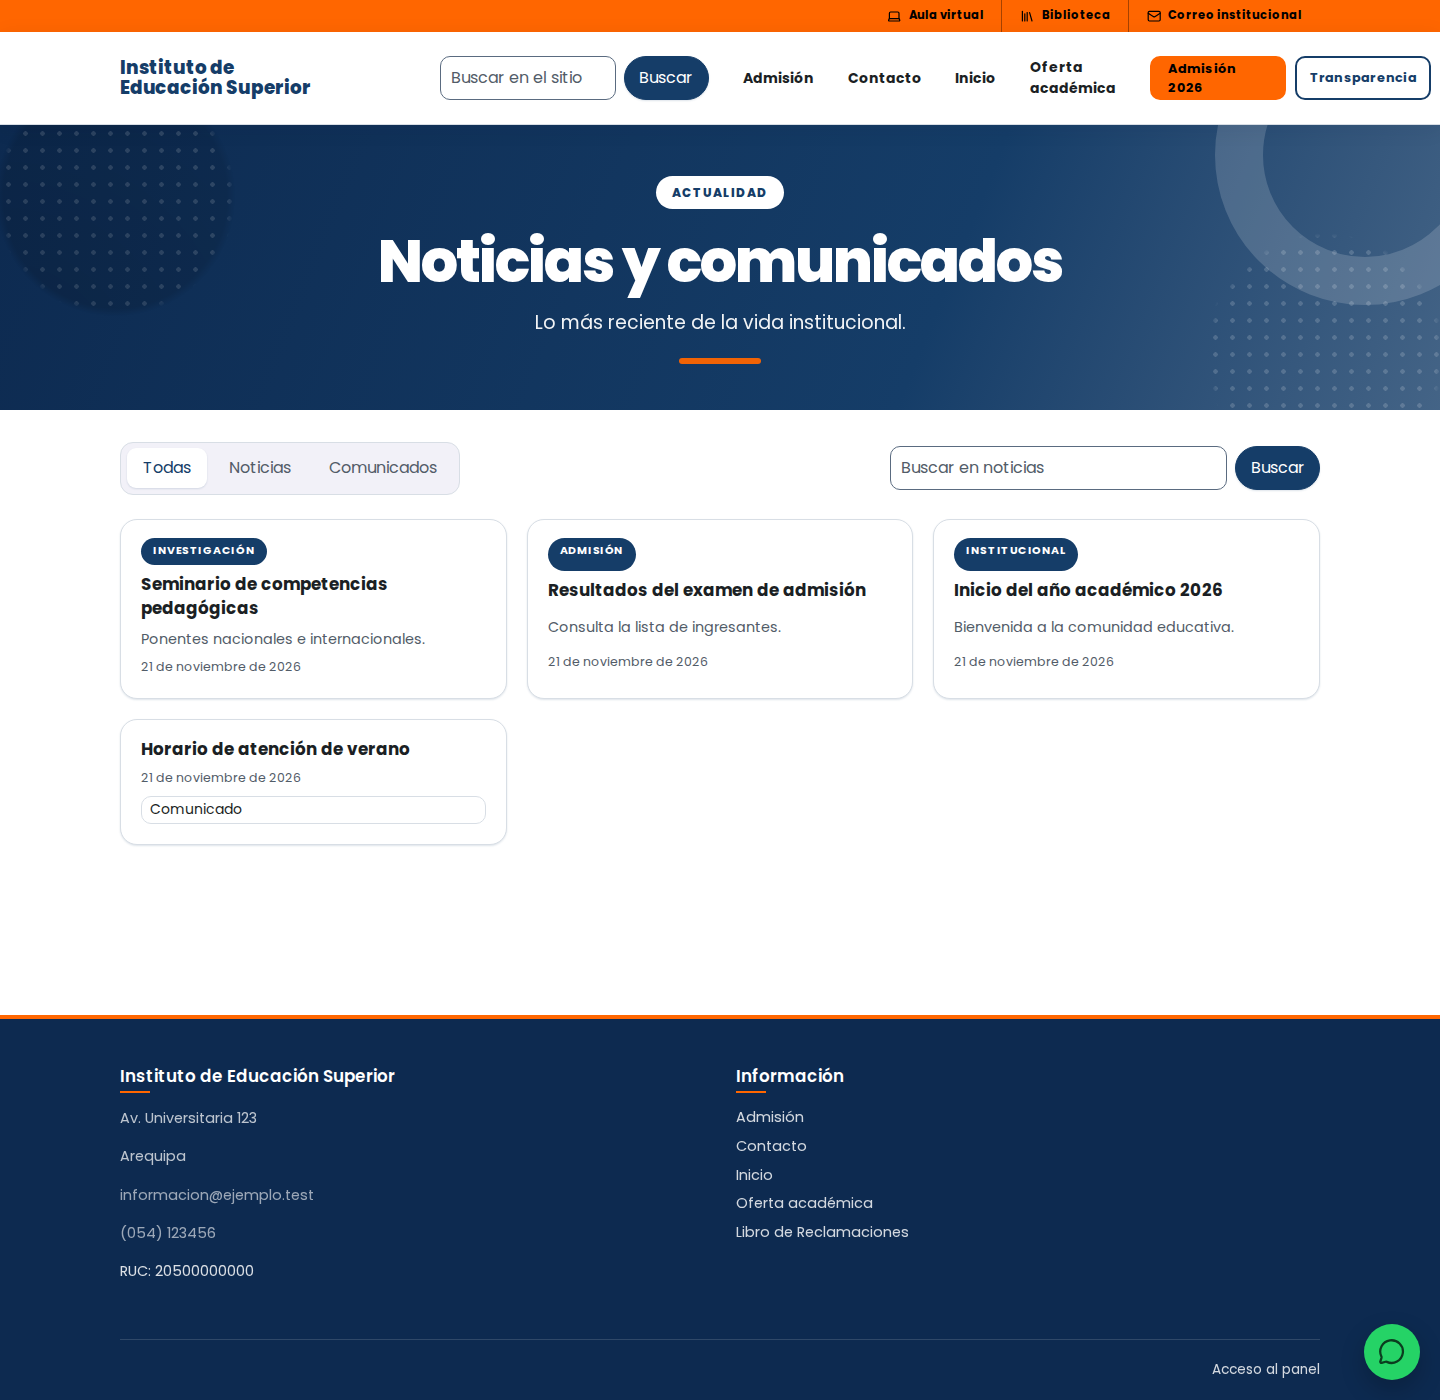 Aula virtual
Biblioteca
Correo institucional
Instituto de
Educación Superior
Buscar en el sitio
Buscar
Admisión
Contacto
Inicio
Oferta
académica
Admisión
2026
Transparencia
ACTUALIDAD
Noticias y comunicados
Lo más reciente de la vida institucional.
Todas
Noticias
Comunicados
Buscar en noticias
Buscar
INVESTIGACIÓN
Seminario de competencias
pedagógicas
Ponentes nacionales e internacionales.
21 de noviembre de 2026
ADMISIÓN
Resultados del examen de admisión
Consulta la lista de ingresantes.
21 de noviembre de 2026
INSTITUCIONAL
Inicio del año académico 2026
Bienvenida a la comunidad educativa.
21 de noviembre de 2026
Horario de atención de verano
21 de noviembre de 2026
Comunicado
Instituto de Educación Superior
Av. Universitaria 123
Arequipa
informacion@ejemplo.test
(054) 123456
RUC: 20500000000
Información
Admisión
Contacto
Inicio
Oferta académica
Libro de Reclamaciones
Acceso al panel